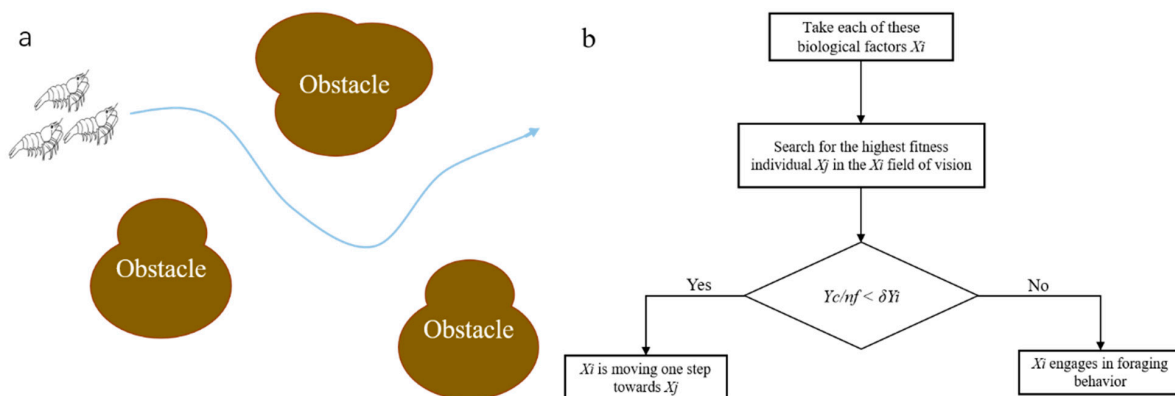 a
Obstacle
Obstacle
Obstacle
b
Take each of these
biological factors Xi
Search for the highest fitness
individual Xj in the Xi field of vision
Yes
Yc/nf < δYi
No
Xi is moving one step
towards Xj
Xi engages in foraging
behavior